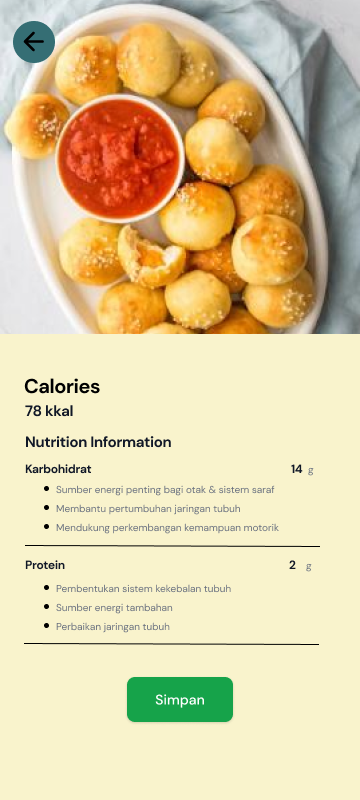 Calories
78 kkal
Nutrition Information
Karbohidrat 14 g
Sumber energi penting bagi otak & sistem saraf
Membantu pertumbuhan jaringan tubuh
Mendukung perkembangan kemampuan motorik
Protein 2 g
Pembentukan sistem kekebalan tubuh
Sumber energi tambahan
Perbaikan jaringan tubuh
Simpan